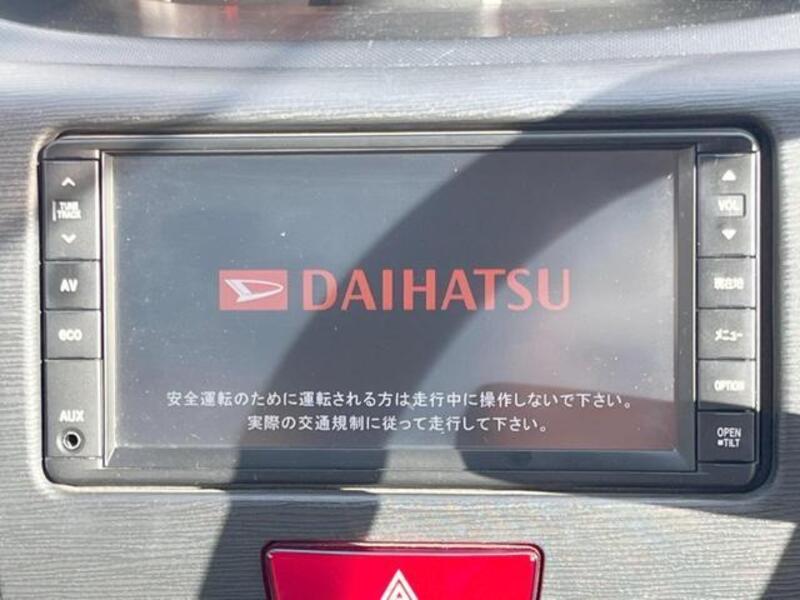 TUNE
TRACK
AV
ECO
AUX
DAIHATSU
安全運転のために運転される方は走行中に操作しないで下さい。
実際の交通規制に従って走行して下さい。
VOL
現在地
メニュー
OPTION
OPEN
TILT